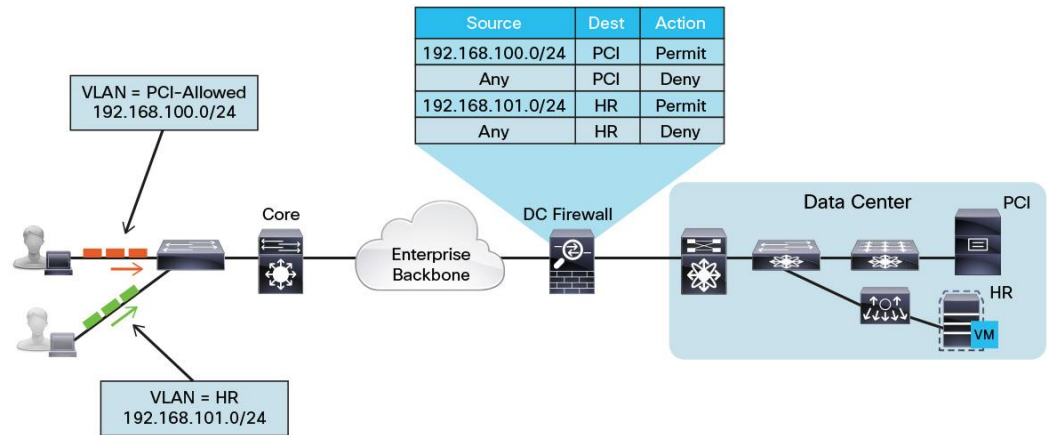 Source Dest Action
192.168.100.0/24 PCI Permit
Any PCI Deny
192.168.101.0/24 HR Permit
Any HR Deny
VLAN = PCI-Allowed
192.168.100.0/24
Core
DC Firewall
Data Center
PCI
Enterprise
Backbone
HR
VM
VLAN = HR
192.168.101.0/24